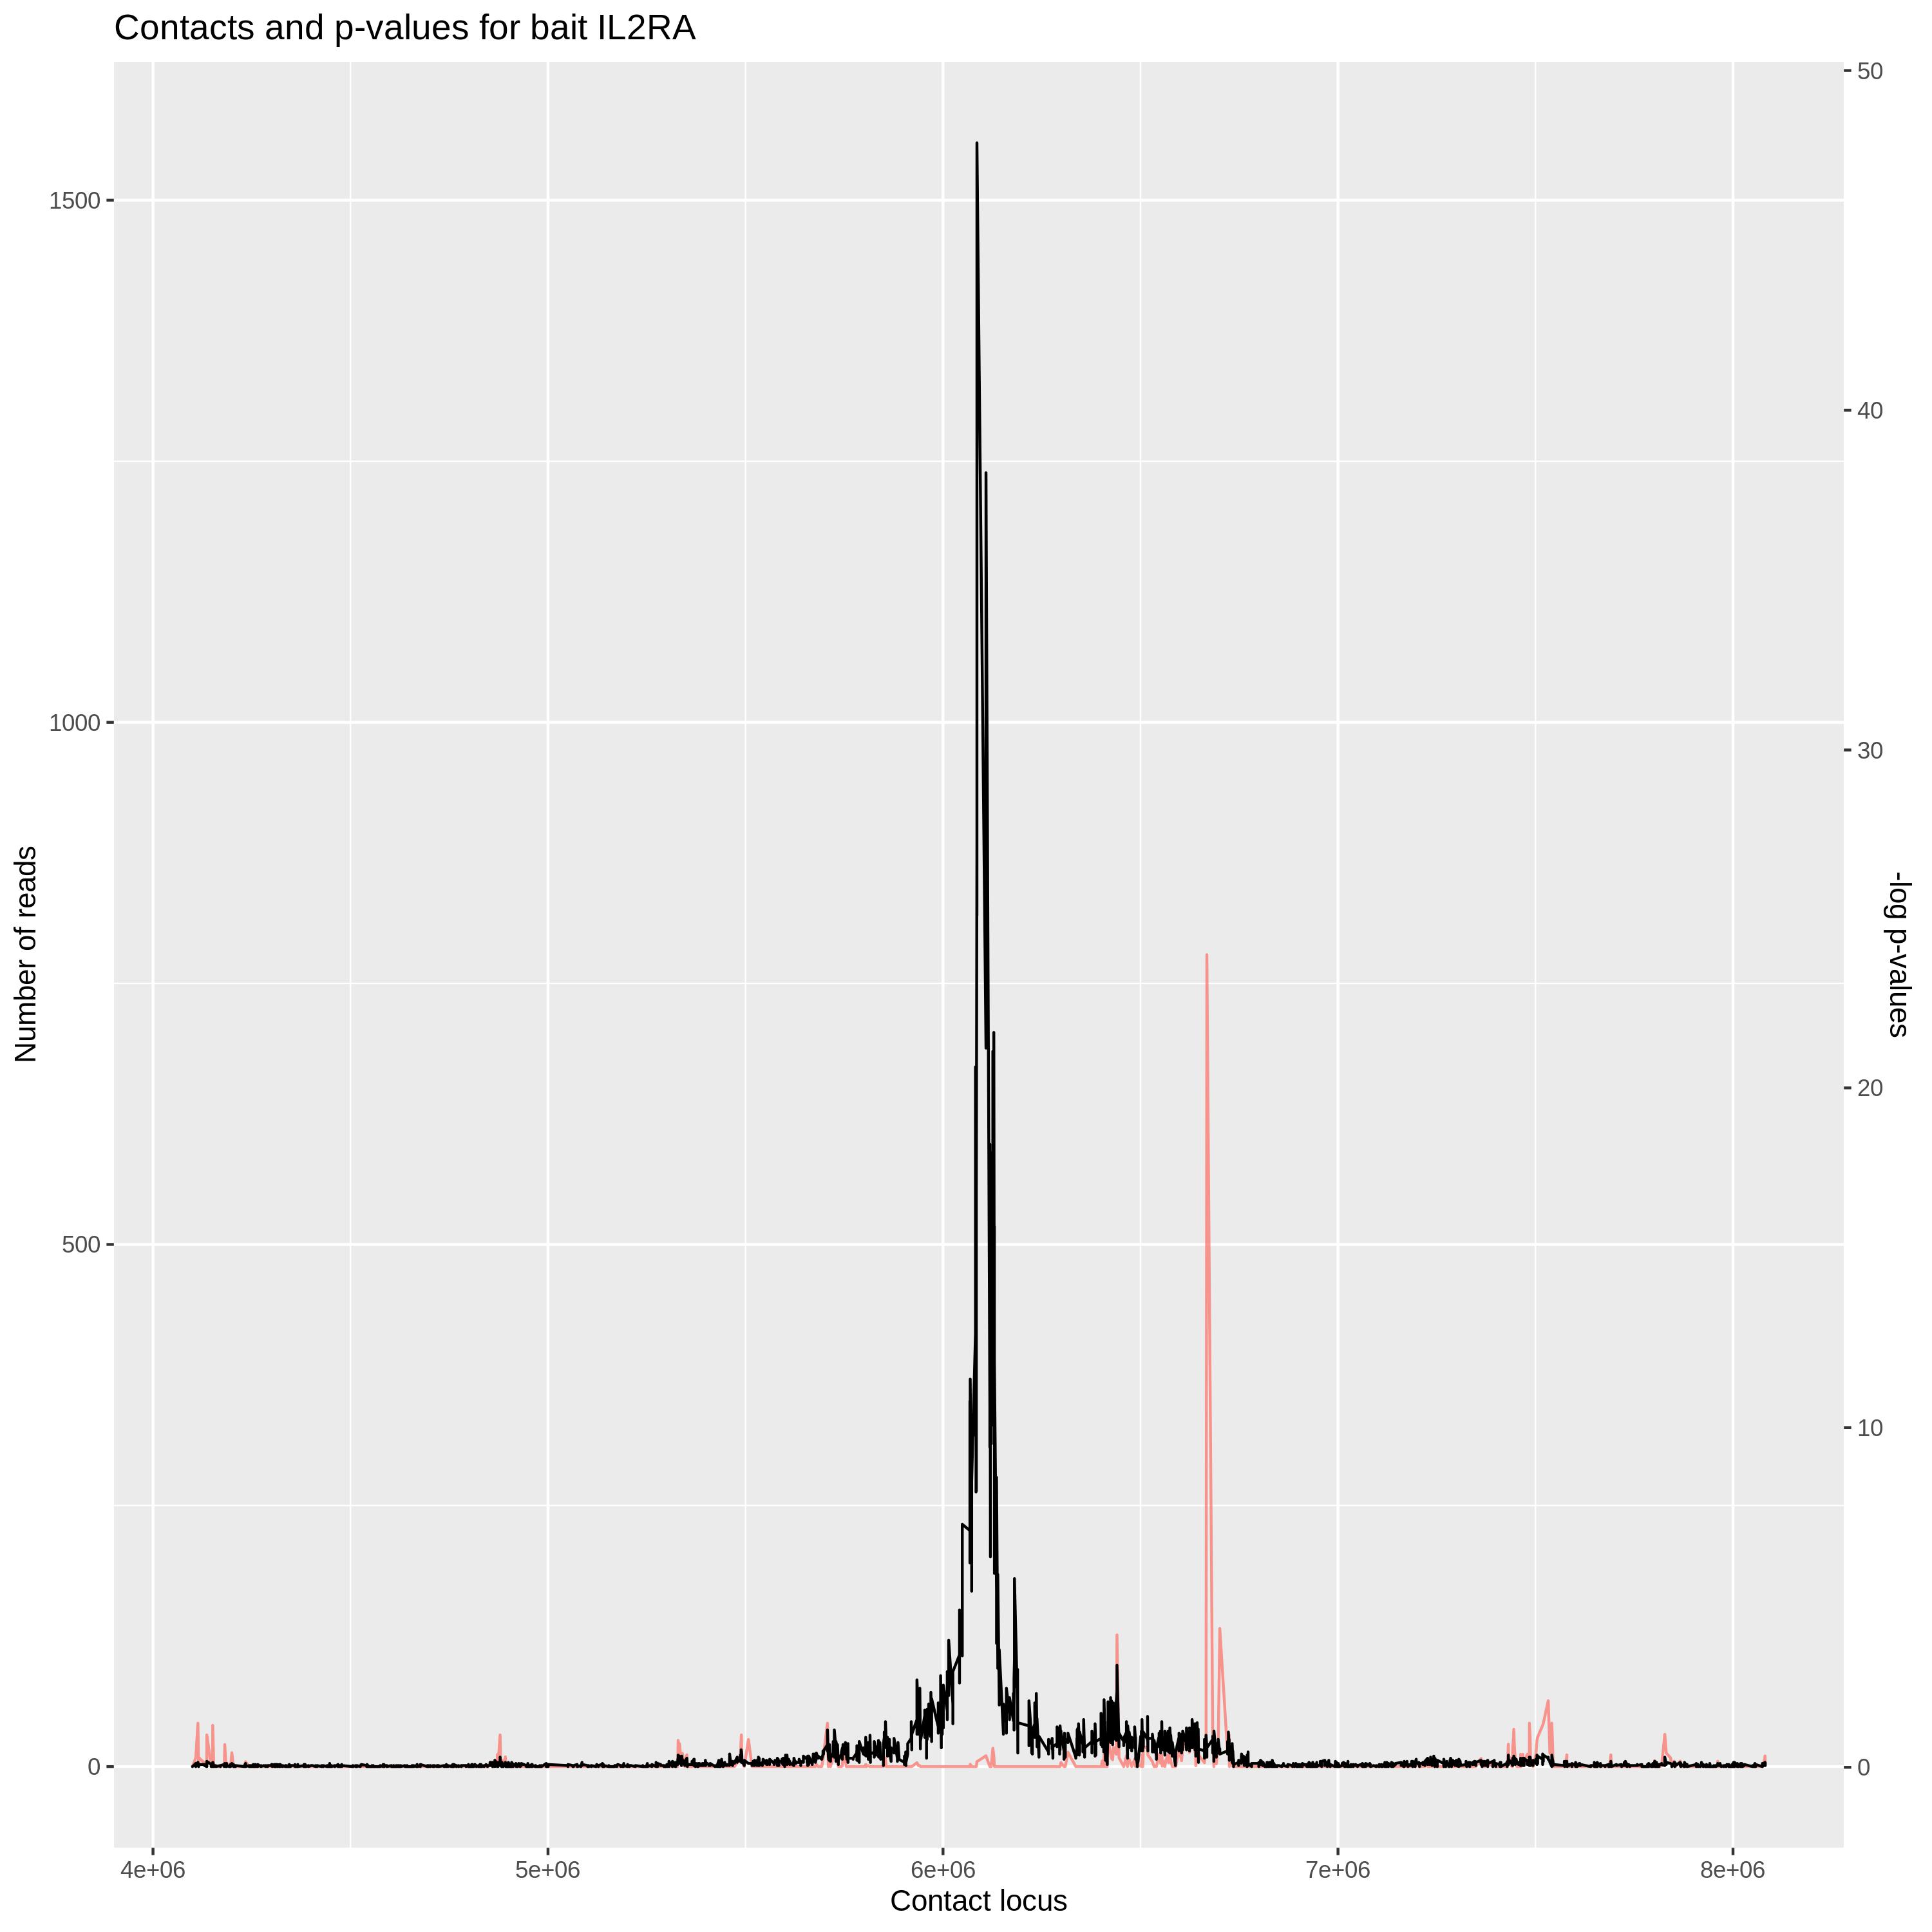 Contacts and p-values for bait IL2RA
1500
1000
500
0
Number of reads
50
40
30
20
10
0
-log p-values
4e+06
5e+06
6e+06
7e+06
8e+06
Contact locus